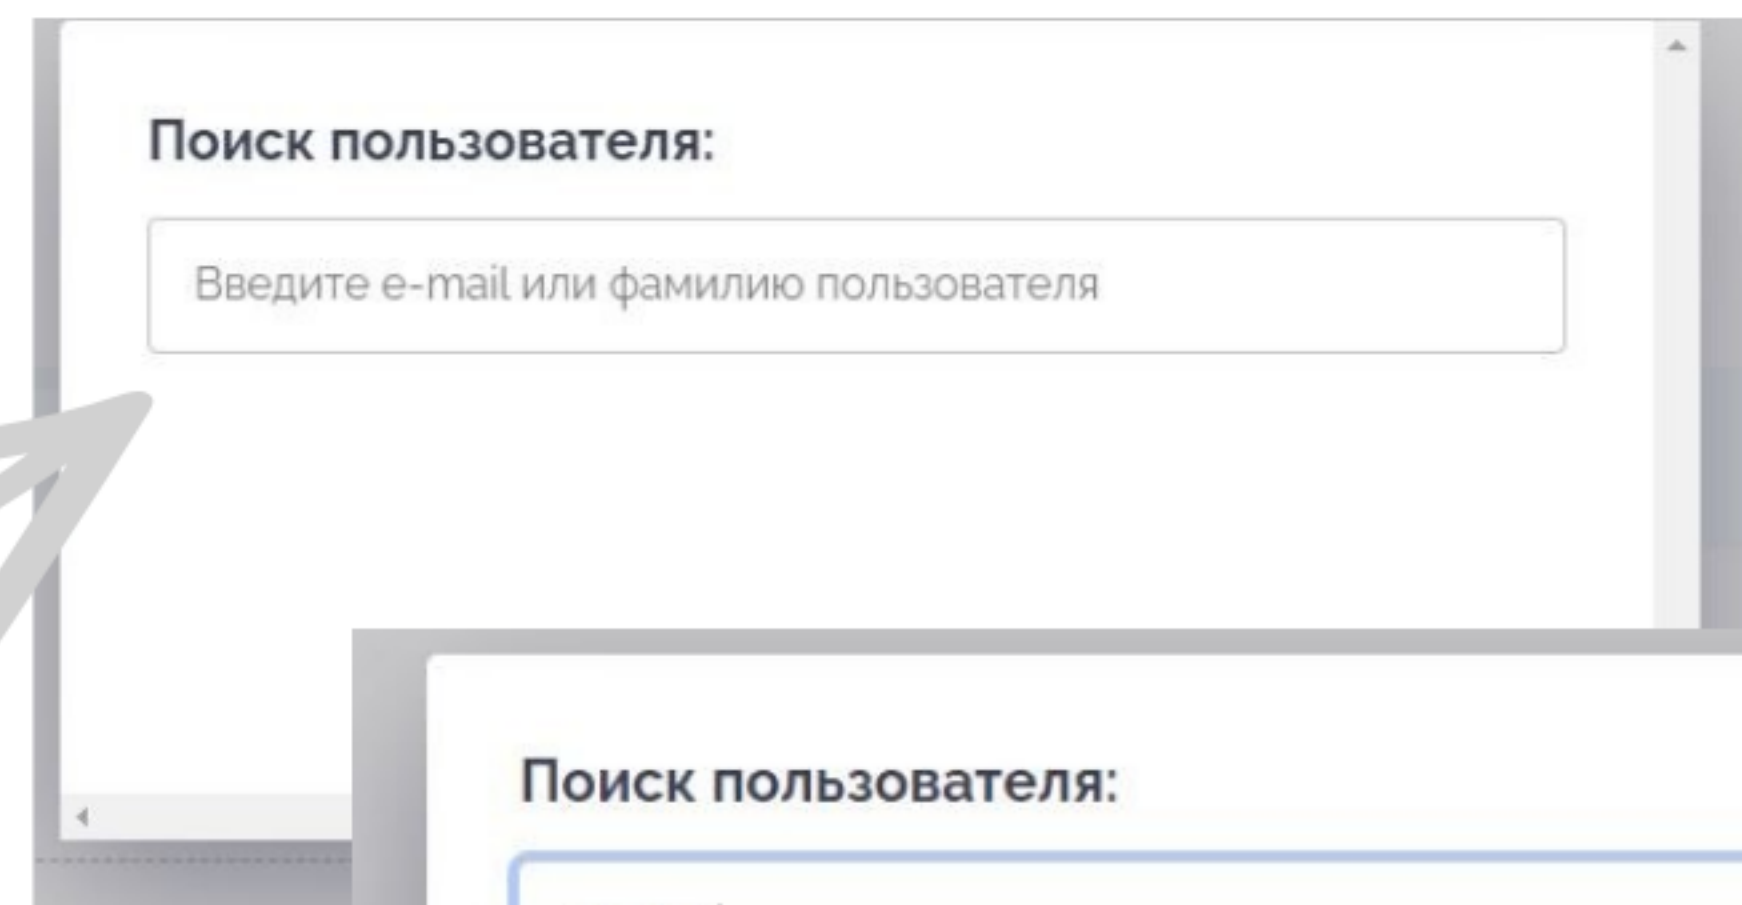 Поиск пользователя:
Введите e-mail или фамилию пользователя
Поиск пользователя: